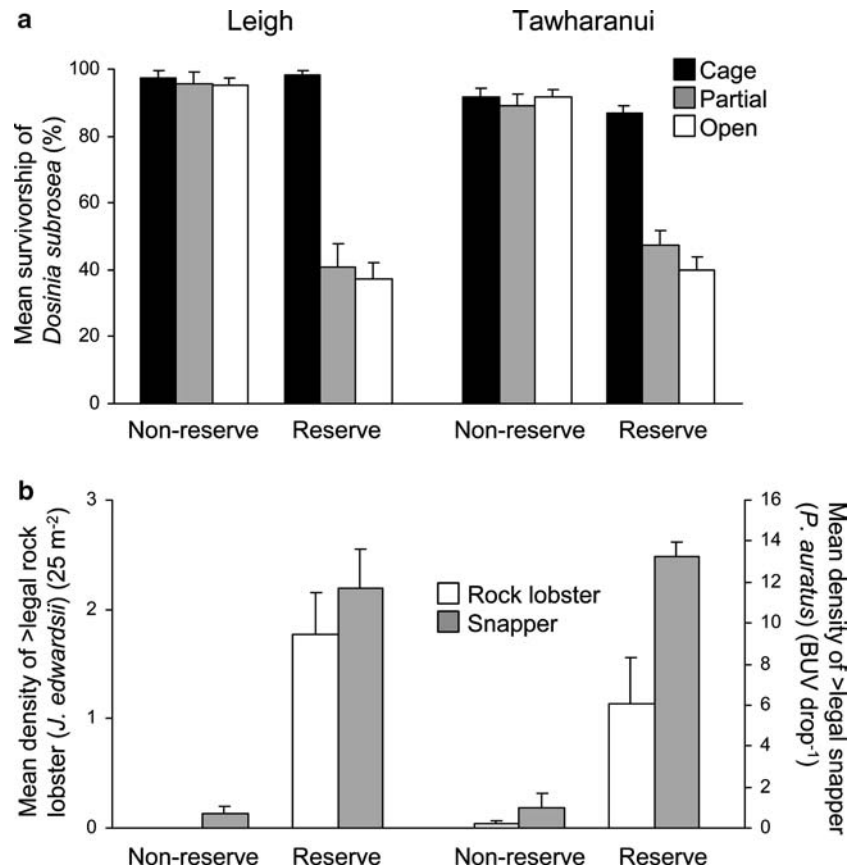 a
Leigh Tawharanui
Mean survivorship of
Dosinia subrosea (%)
100
80
60
40
20
0
Cage
Partial
Open
Non-reserve Reserve Non-reserve Reserve
b
Mean density of >legal rock
lobster (J. edwardsii) (25 m⁻²)
3
2
1
0
Rock lobster
Snapper
16
14
12
10
8
6
4
2
0
Mean density of >legal snapper
(P. auratus) (BUV drop⁻¹)
Non-reserve Reserve Non-reserve Reserve